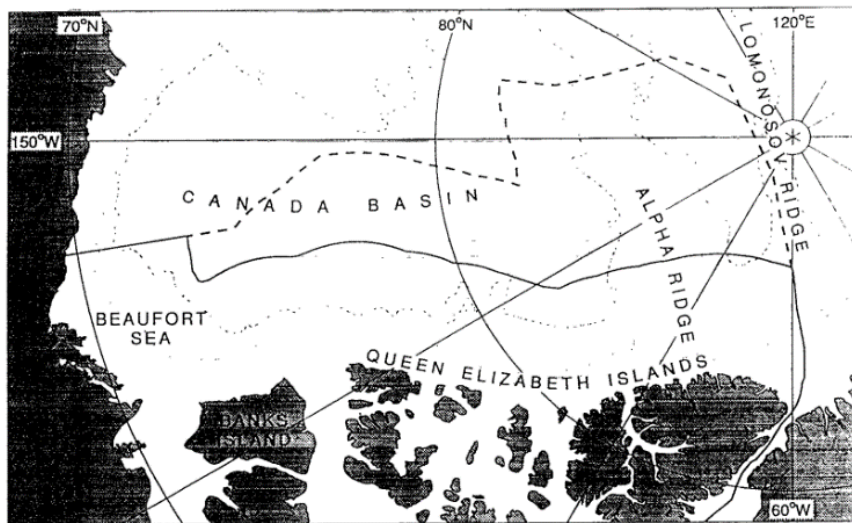 70°N
80°N
120°E
LOMONOSOV RIDGE
150°W
CANADA BASIN
ALPHA RIDGE
BEAUFORT
SEA
QUEEN ELIZABETH ISLANDS
BANKS
ISLAND
60°W